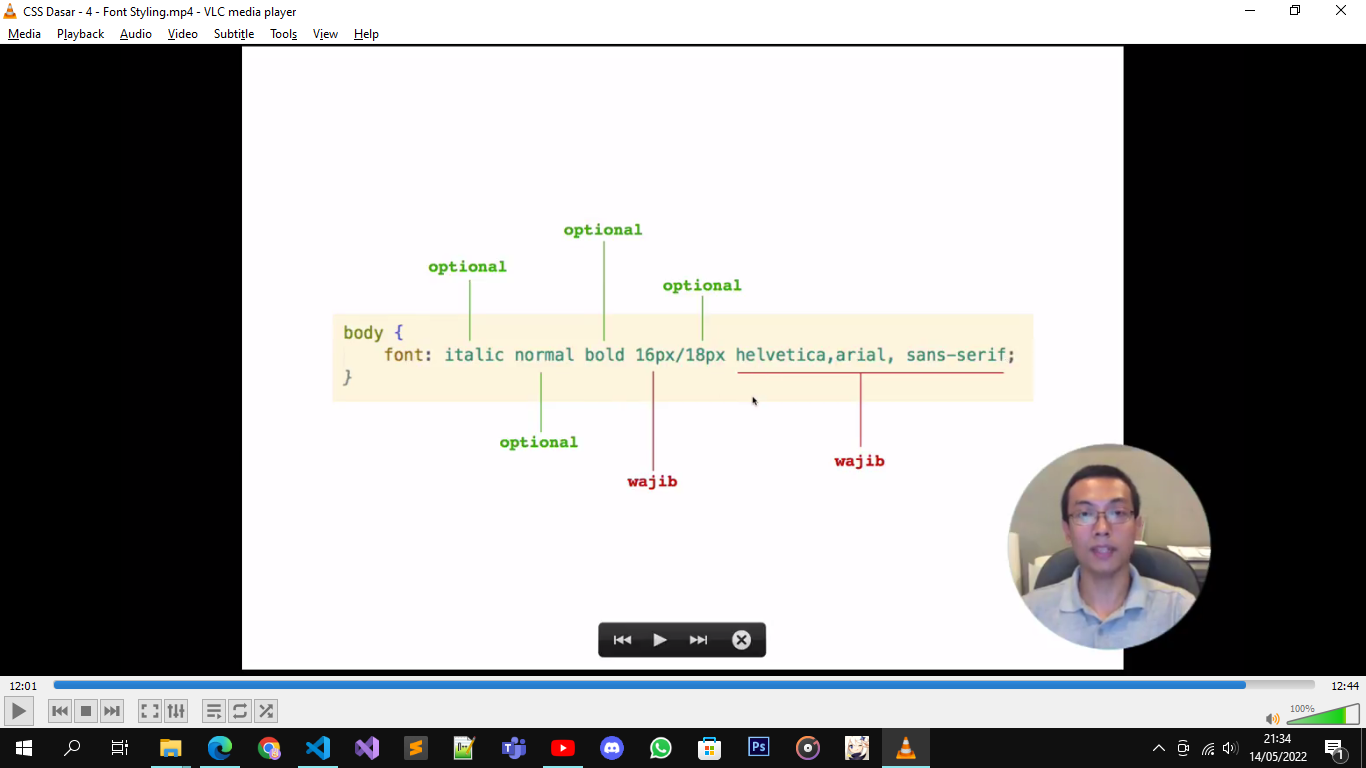 CSS Dasar - 4 - Font Styling.mp4 - VLC media player
Media Playback Audio Video Subtitle Tools View Help
optional
optional
optional
body {
font: italic normal bold 16px/18px helvetica,arial, sans-serif;
}
optional
wajib
wajib
12:01
12:44
100%
Ps
21:34
14/05/2022
1